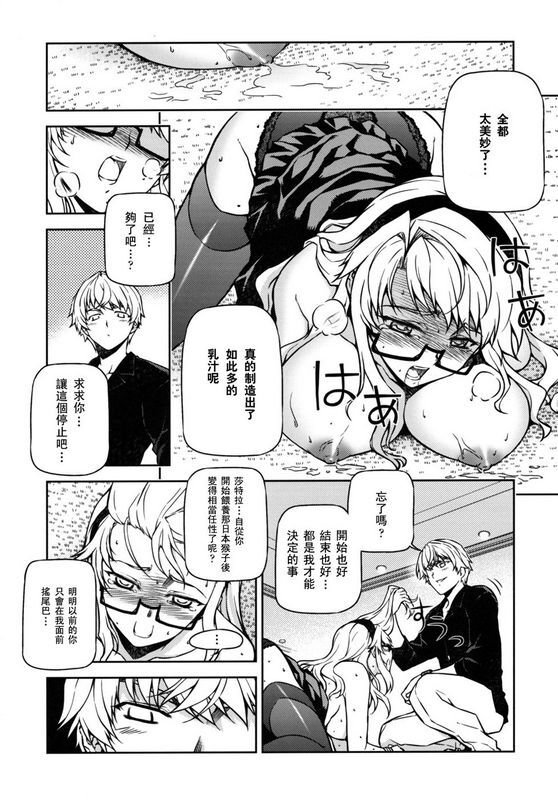 全都
太美妙了…
はぁ
はぁ
真的制造出了
如此多的
乳汁呢
已經…
夠了吧…?
求求你…
讓這個停止吧…
忘了嗎?
開始也好
結束也好…
都是我才能
決定的事
莎特拉…自從你
開始餵養那日本猴子後
變得相當任性了呢?
…
明明以前的你
只會在我面前
搖尾巴…